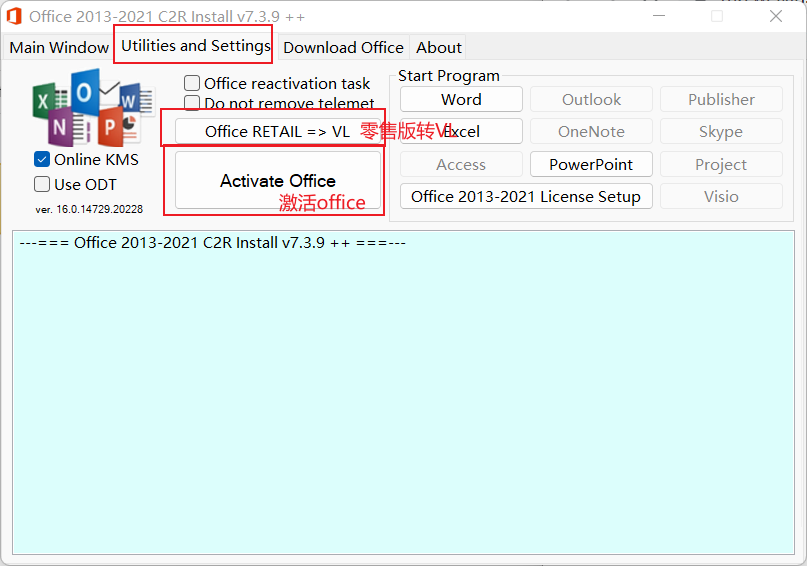 Office 2013-2021 C2R Install v7.3.9 ++
Main Window
Utilities and Settings
Download Office
About
Office reactivation task
Do not remove telemet
Office RETAIL => VL
零售版转VL
Online KMS
Use ODT
ver. 16.0.14729.20228
Activate Office
激活office
Start Program
Word
Outlook
Publisher
Excel
OneNote
Skype
Access
PowerPoint
Project
Office 2013-2021 License Setup
Visio
---=== Office 2013-2021 C2R Install v7.3.9 ++ ===---